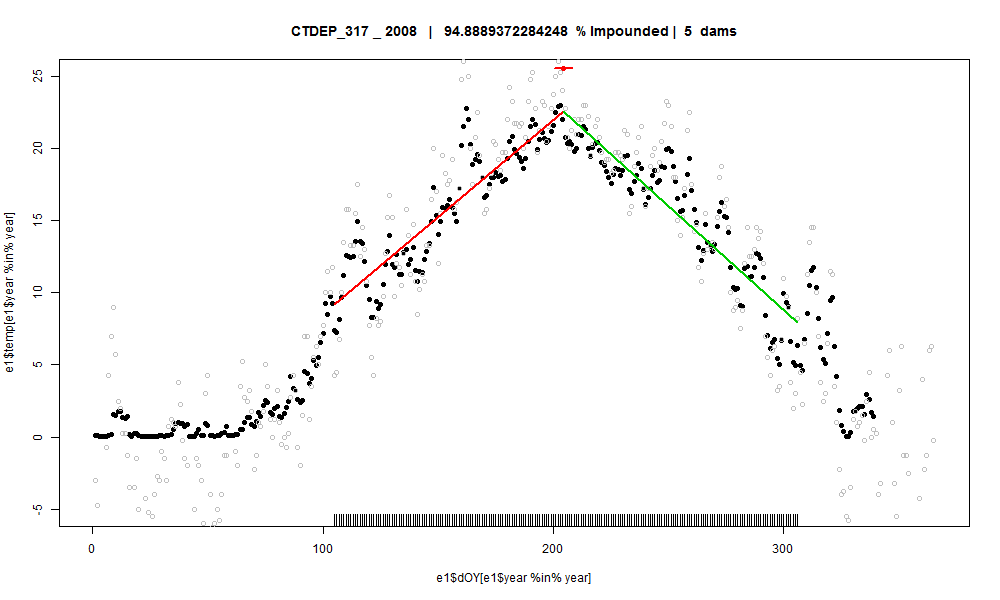 CTDEP_317 _ 2008 | 94.8889372284248 % Impounded | 5 dams
25
20
15
10
5
0
-5
e1$temp[e1$year %in% year]
0 100 200 300
e1$dOY[e1$year %in% year]